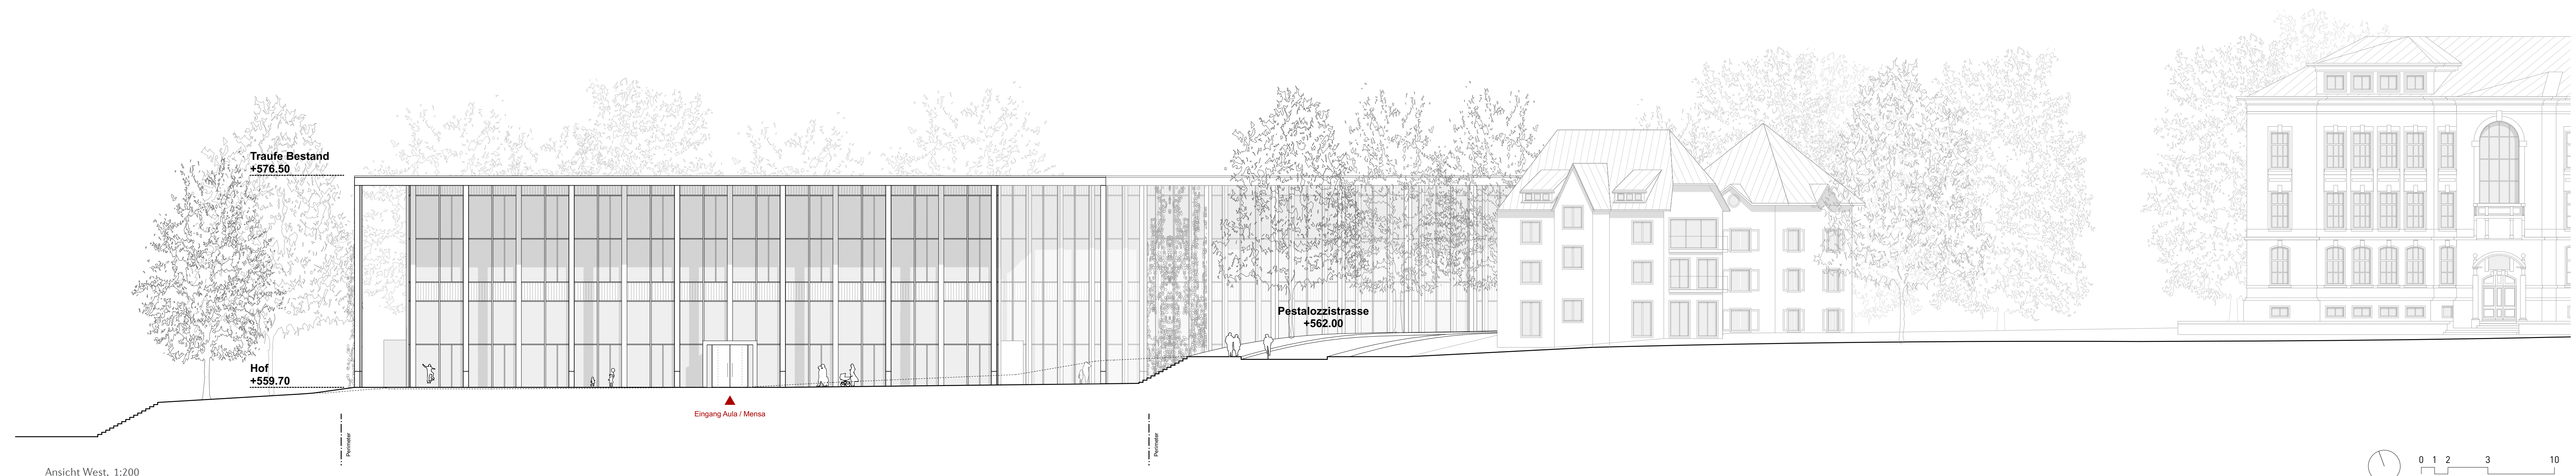 Traufe Bestand
+576.50
Pestalozzistrasse
+562.00
Hof
+559.70
Eingang Aula / Mensa
Perimeter
Perimeter
Ansicht West, 1:200
0 1 2 3 10